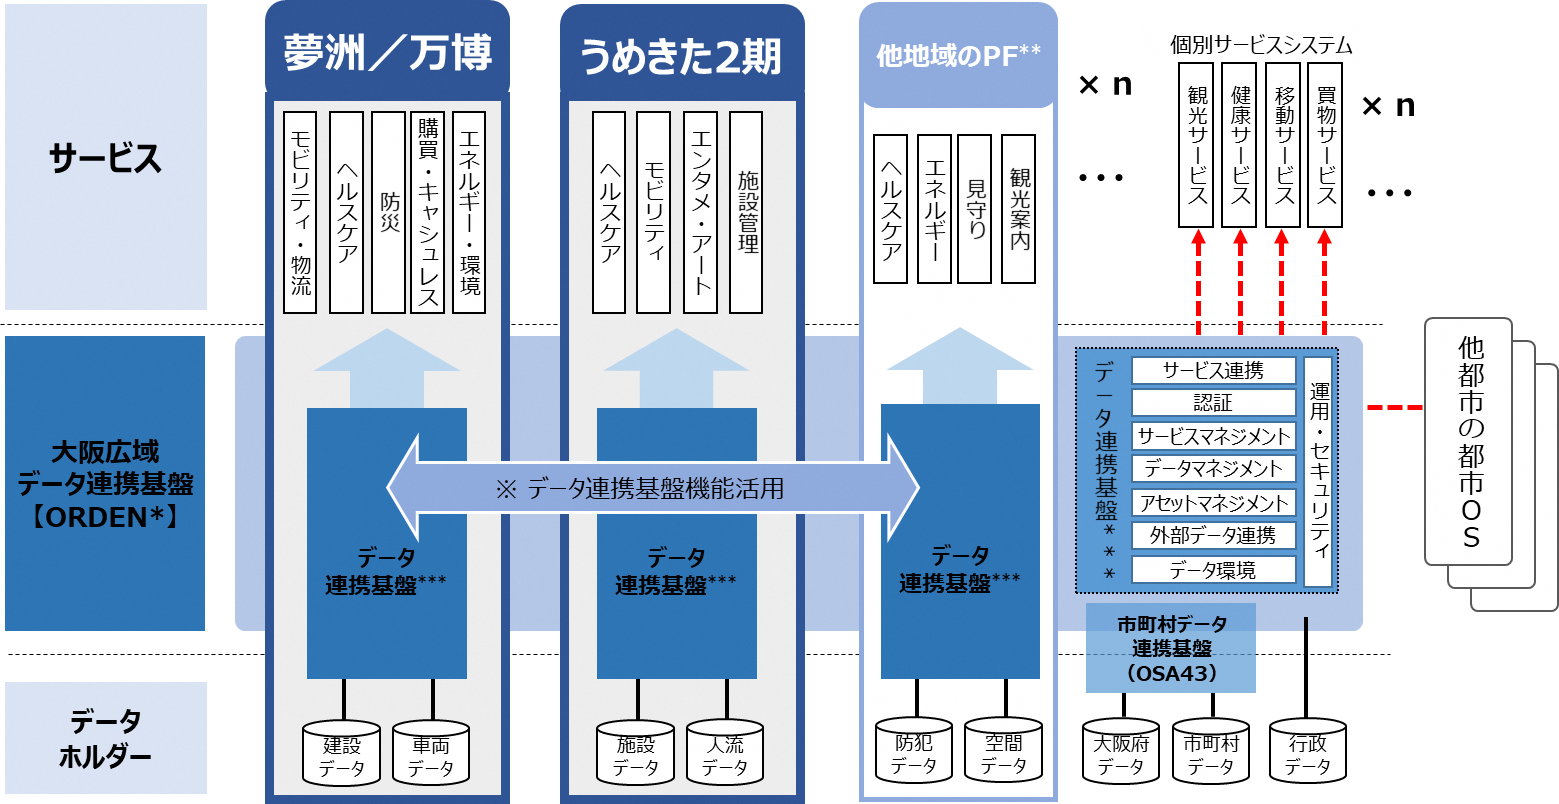 サービス
大阪広域
データ連携基盤
【ORDEN*】
データ
ホルダー
夢洲／万博
モビリティ・物流
ヘルスケア
防災
購買・キャシュレス
エネルギー・環境
データ
連携基盤***
建設
データ
車両
データ
うめきた2期
ヘルスケア
モビリティ
エンタメ・アート
施設管理
データ
連携基盤***
施設
データ
人流
データ
※ データ連携基盤機能活用
他地域のPF**
ヘルスケア
エネルギー
見守り
観光案内
データ
連携基盤***
防犯
データ
空間
データ
× n
・・・
個別サービスシステム
観光サービス
健康サービス
移動サービス
買物サービス
× n
・・・
データ連携基盤***
サービス連携
認証
サービスマネジメント
データマネジメント
アセットマネジメント
外部データ連携
データ環境
運用・セキュリティ
市町村データ
連携基盤
（OSA43）
大阪府
データ
市町村
データ
行政
データ
他都市の都市OS